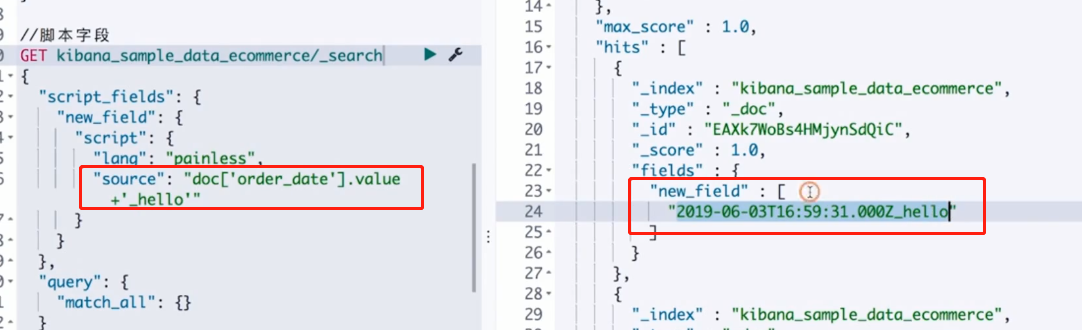 //脚本字段
GET kibana_sample_data_ecommerce/_search
{
"script_fields": {
"new_field": {
"script": {
"lang": "painless",
"source": "doc['order_date'].value
+'_hello'"
}
}
},
"query": {
"match_all": {}
}
14
},
15
"max_score" : 1.0,
16
"hits" : [
17
{
18
"_index" : "kibana_sample_data_ecommerce",
19
"_type" : "_doc",
20
"_id" : "EAXk7WoBs4HMjynSdQiC",
21
"_score" : 1.0,
22
"fields" : {
23
"new_field" : [
24
"2019-06-03T16:59:31.000Z_hello"
25
]
26
}
27
},
28
{
29
"_index" : "kibana_sample_data_ecommerce",